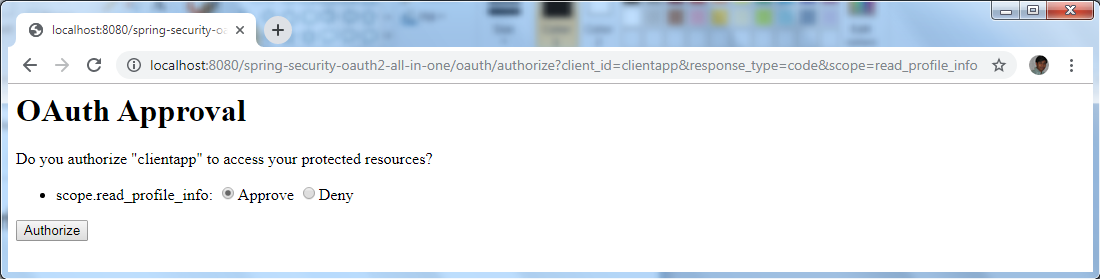 localhost:8080/spring-security-oa
localhost:8080/spring-security-oauth2-all-in-one/oauth/authorize?client_id=clientapp&response_type=code&scope=read_profile_info
OAuth Approval
Do you authorize "clientapp" to access your protected resources?
• scope.read_profile_info: Approve Deny
Authorize